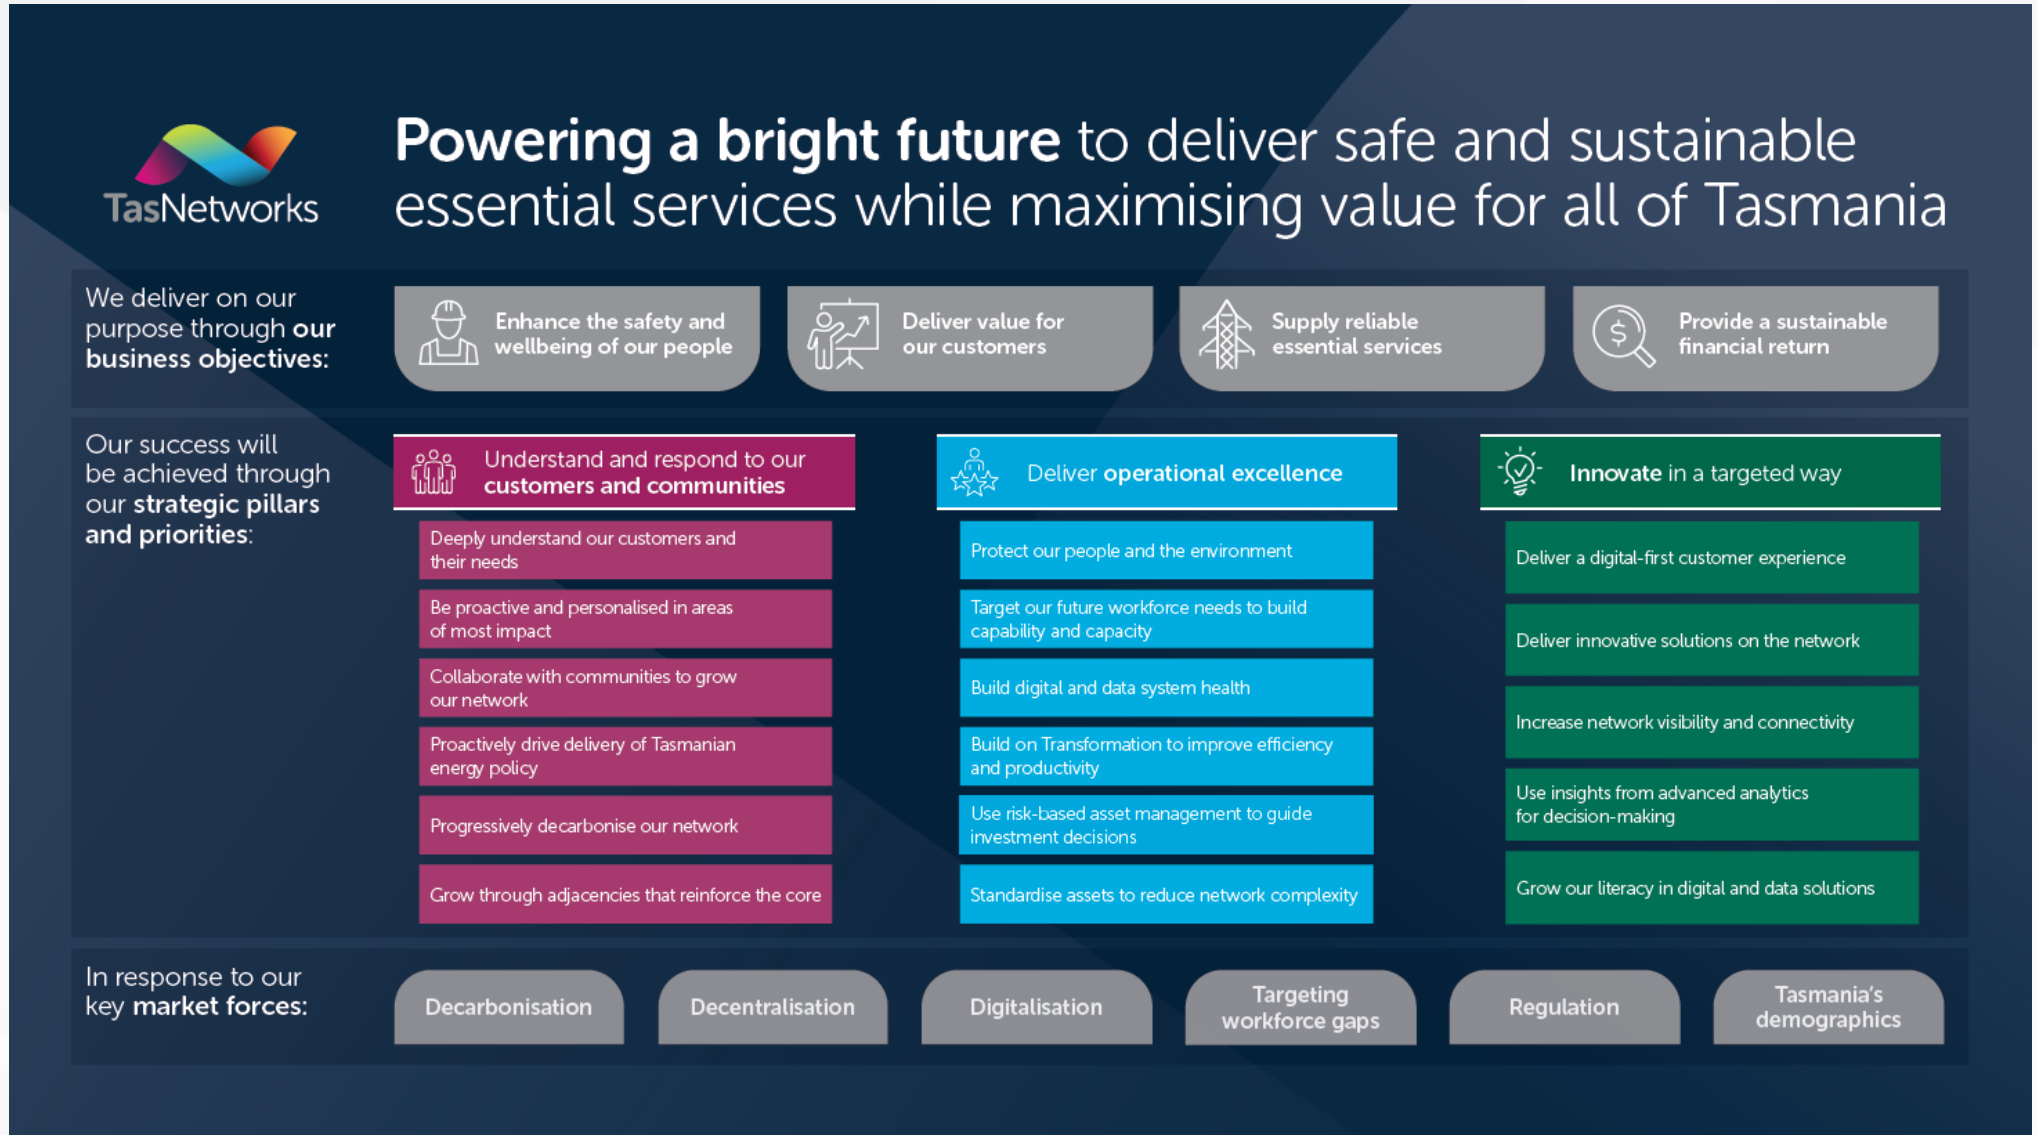 TasNetworks
Powering a bright future to deliver safe and sustainable
essential services while maximising value for all of Tasmania
We deliver on our
purpose through our
business objectives:
Enhance the safety and
wellbeing of our people
Deliver value for
our customers
Supply reliable
essential services
$
Provide a sustainable
financial return
Our success will
be achieved through
our strategic pillars
and priorities:
Understand and respond to our
customers and communities
Deeply understand our customers and
their needs
Be proactive and personalised in areas
of most impact
Collaborate with communities to grow
our network
Proactively drive delivery of Tasmanian
energy policy
Progressively decarbonise our network
Grow through adjacencies that reinforce the core
Deliver operational excellence
Protect our people and the environment
Target our future workforce needs to build
capability and capacity
Build digital and data system health
Build on Transformation to improve efficiency
and productivity
Use risk-based asset management to guide
investment decisions
Standardise assets to reduce network complexity
Innovate in a targeted way
Deliver a digital-first customer experience
Deliver innovative solutions on the network
Increase network visibility and connectivity
Use insights from advanced analytics
for decision-making
Grow our literacy in digital and data solutions
In response to our
key market forces:
Decarbonisation
Decentralisation
Digitalisation
Targeting
workforce gaps
Regulation
Tasmania's
demographics